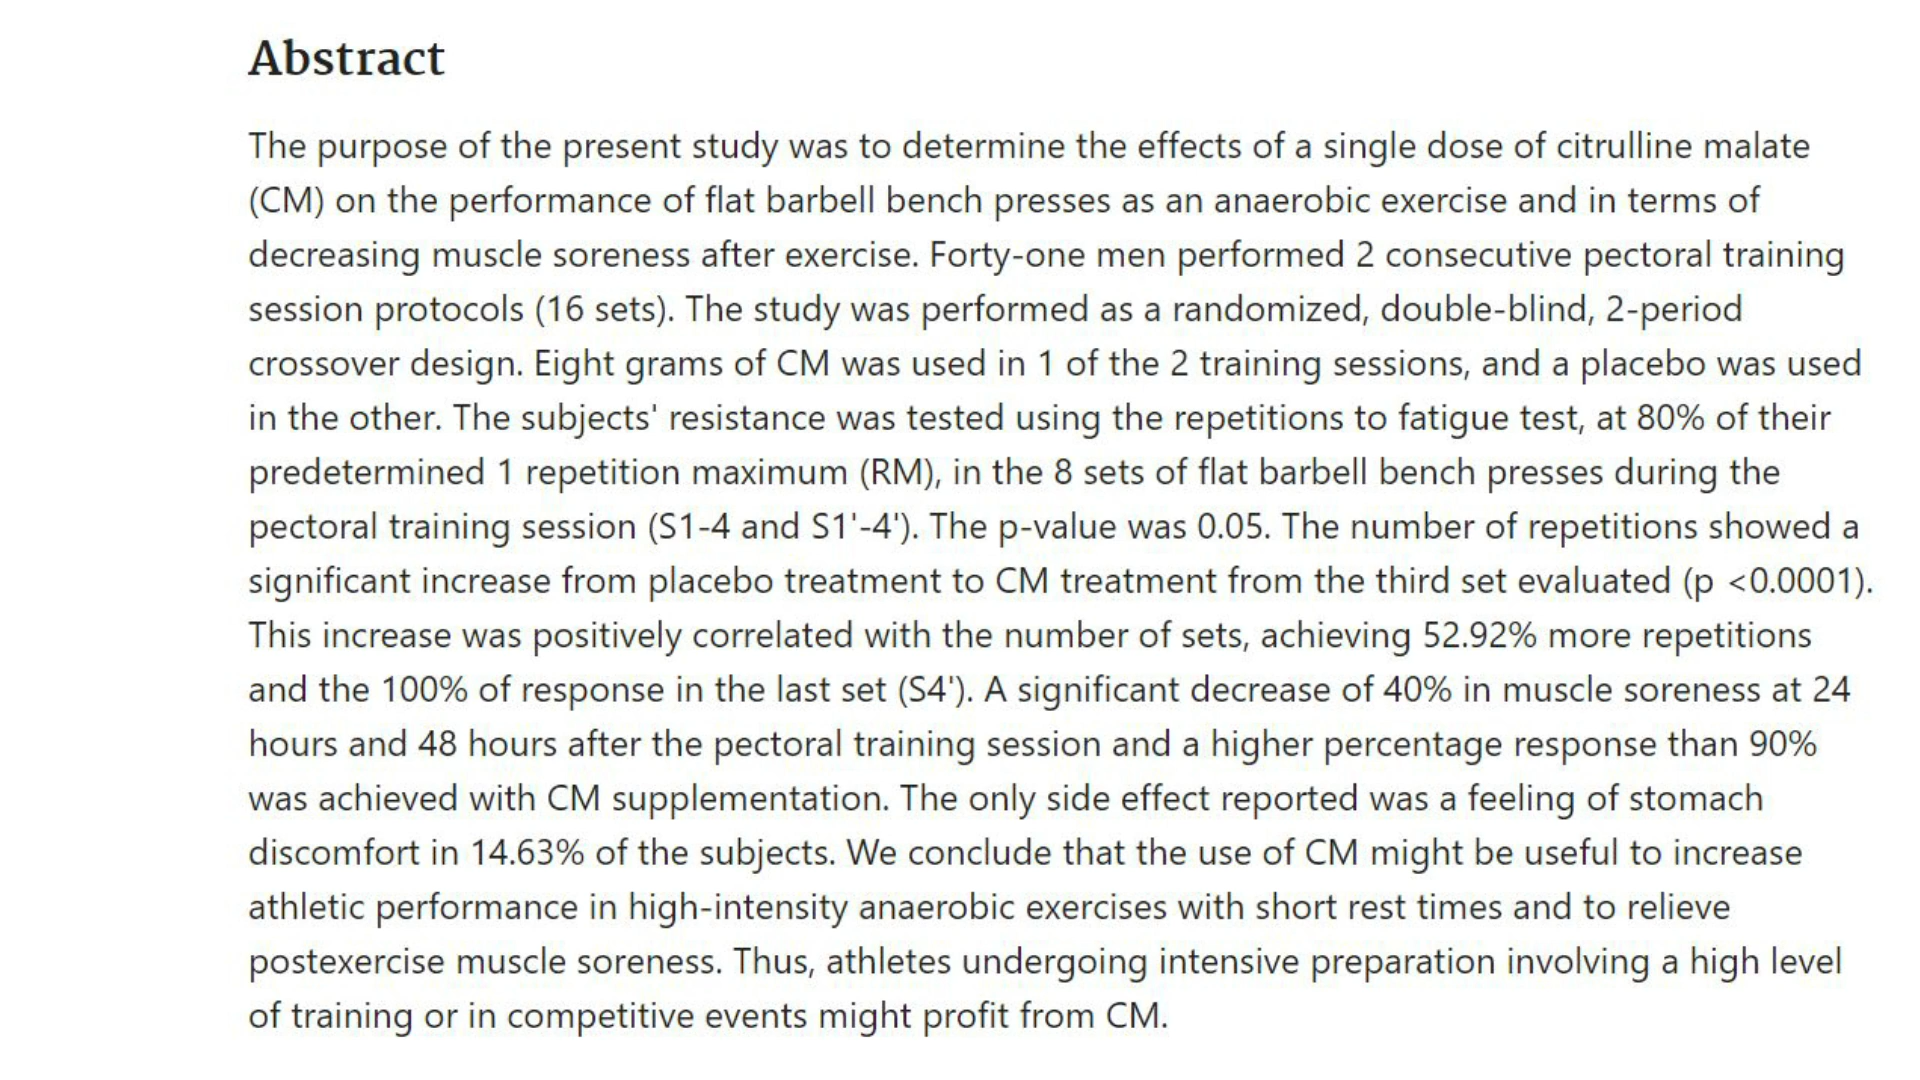 Abstract
The purpose of the present study was to determine the effects of a single dose of citrulline malate
(CM) on the performance of flat barbell bench presses as an anaerobic exercise and in terms of
decreasing muscle soreness after exercise. Forty-one men performed 2 consecutive pectoral training
session protocols (16 sets). The study was performed as a randomized, double-blind, 2-period
crossover design. Eight grams of CM was used in 1 of the 2 training sessions, and a placebo was used
in the other. The subjects' resistance was tested using the repetitions to fatigue test, at 80% of their
predetermined 1 repetition maximum (RM), in the 8 sets of flat barbell bench presses during the
pectoral training session (S1-4 and S1'-4'). The p-value was 0.05. The number of repetitions showed a
significant increase from placebo treatment to CM treatment from the third set evaluated (p <0.0001).
This increase was positively correlated with the number of sets, achieving 52.92% more repetitions
and the 100% of response in the last set (S4'). A significant decrease of 40% in muscle soreness at 24
hours and 48 hours after the pectoral training session and a higher percentage response than 90%
was achieved with CM supplementation. The only side effect reported was a feeling of stomach
discomfort in 14.63% of the subjects. We conclude that the use of CM might be useful to increase
athletic performance in high-intensity anaerobic exercises with short rest times and to relieve
postexercise muscle soreness. Thus, athletes undergoing intensive preparation involving a high level
of training or in competitive events might profit from CM.